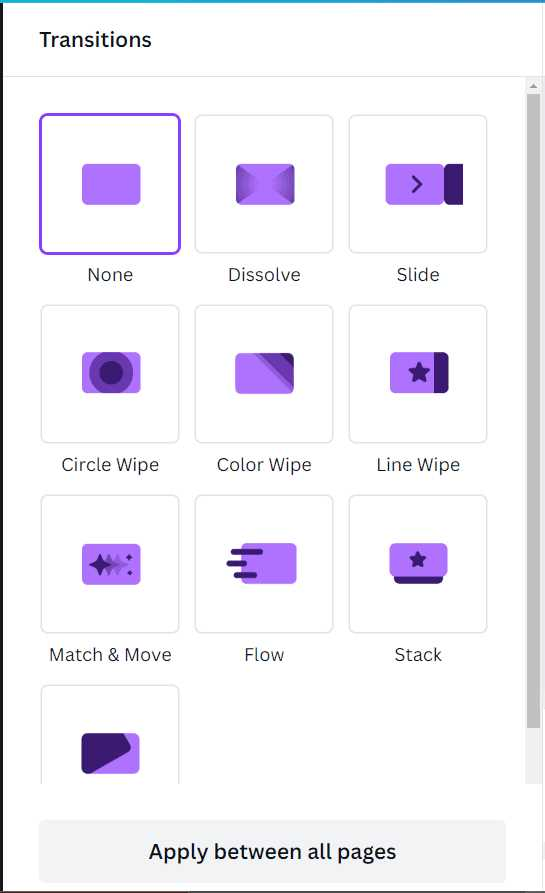 Transitions
None
Dissolve
Slide
Circle Wipe
Color Wipe
Line Wipe
Match & Move
Flow
Stack
Apply between all pages